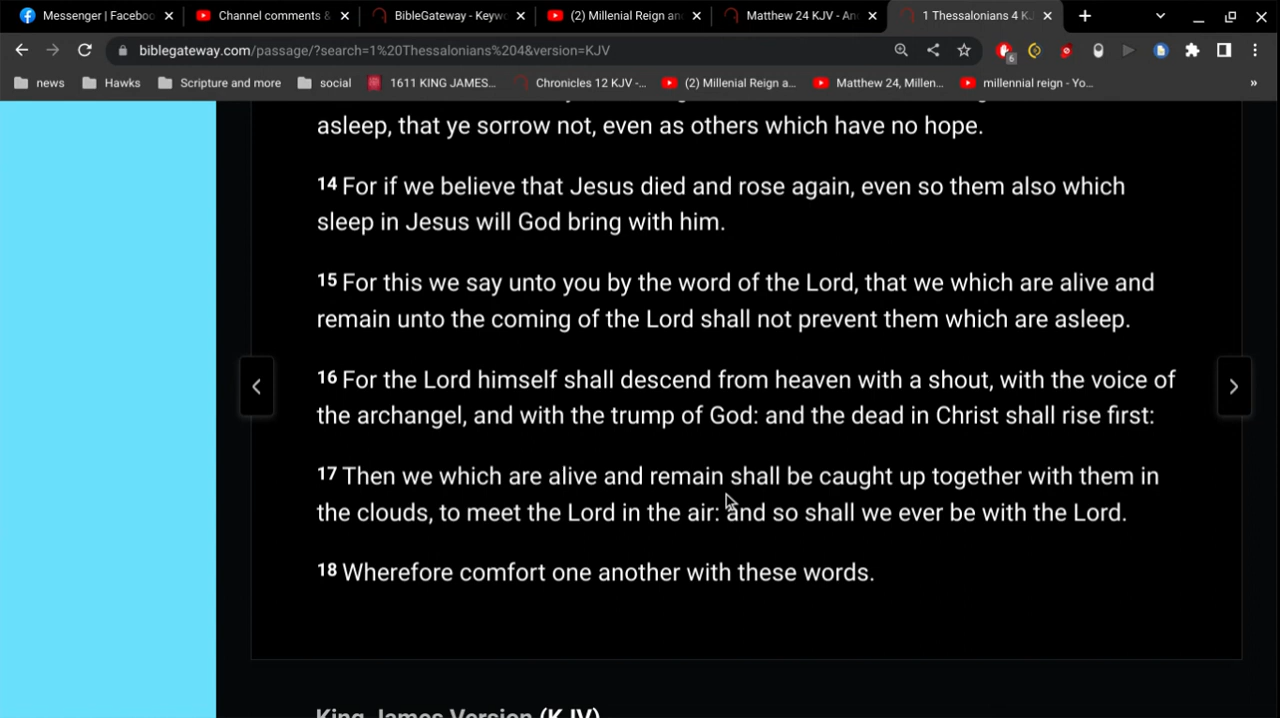 Messenger | Faceboo
Channel comments &
BibleGateway - Keywo
(2) Millenial Reign an
Matthew 24 KJV - An
1 Thessalonians 4 KJ
biblegateway.com/passage/?search=1%20Thessalonians%204&version=KJV
6
news
Hawks
Scripture and more
social
1611 KING JAMES...
Chronicles 12 KJV -...
(2) Millenial Reign a...
Matthew 24, Millen...
millennial reign - Yo...
»
asleep, that ye sorrow not, even as others which have no hope.
14 For if we believe that Jesus died and rose again, even so them also which
sleep in Jesus will God bring with him.
15 For this we say unto you by the word of the Lord, that we which are alive and
remain unto the coming of the Lord shall not prevent them which are asleep.
16 For the Lord himself shall descend from heaven with a shout, with the voice of
the archangel, and with the trump of God: and the dead in Christ shall rise first:
17 Then we which are alive and remain shall be caught up together with them in
the clouds, to meet the Lord in the air: and so shall we ever be with the Lord.
18 Wherefore comfort one another with these words.
King James Version (KJV)